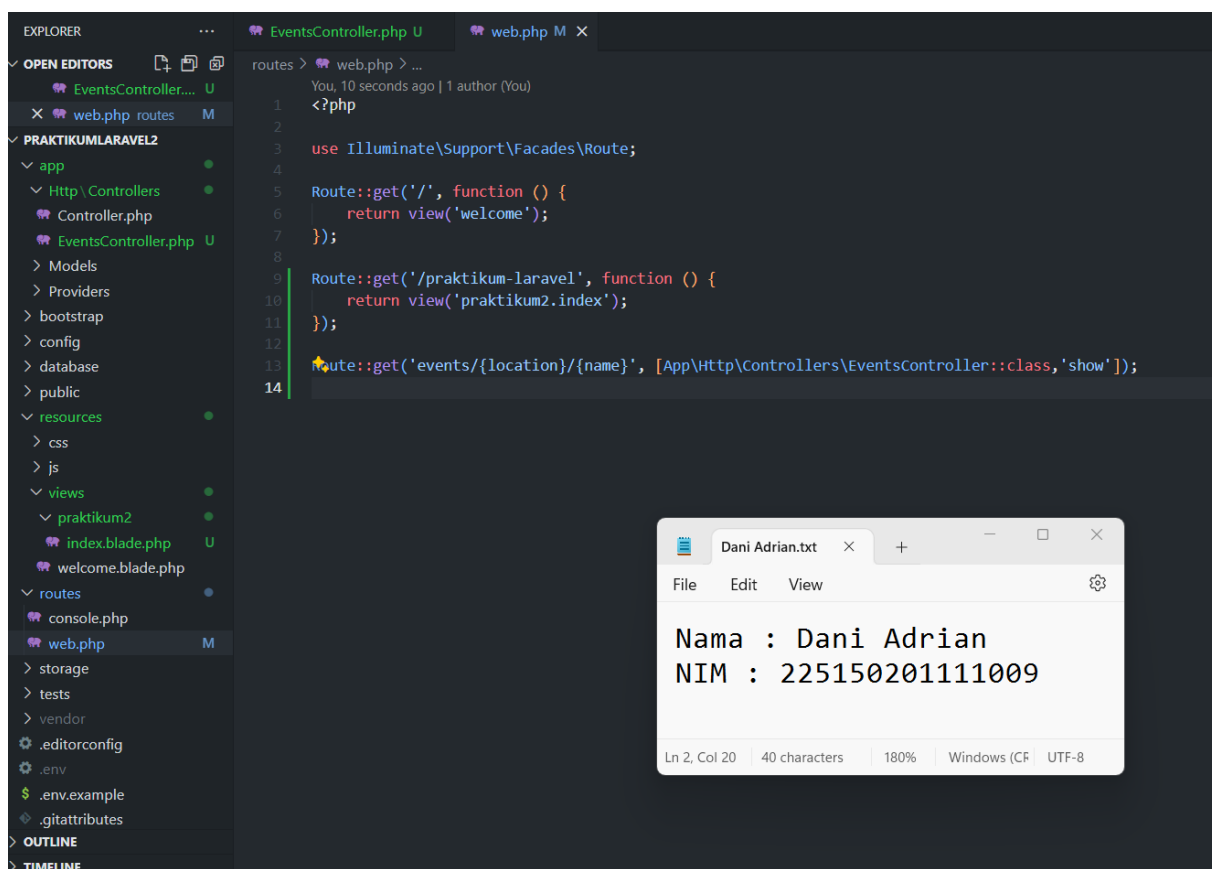 EXPLORER ...
OPEN EDITORS
EventsController.... U
web.php routes M
PRAKTIKUMLARAVEL2
app
Http\Controllers
Controller.php
EventsController.php U
Models
Providers
bootstrap
config
database
public
resources
css
js
views
praktikum2
index.blade.php U
welcome.blade.php
routes
console.php
web.php M
storage
tests
vendor
.editorconfig
.env
$ .env.example
.gitattributes
OUTLINE
TIMELINE
EventsController.php U web.php M
routes > web.php > ...
You, 10 seconds ago | 1 author (You)
1 <?php
2
3 use Illuminate\Support\Facades\Route;
4
5 Route::get('/', function () {
6 return view('welcome');
7 });
8
9 Route::get('/praktikum-laravel', function () {
10 return view('praktikum2.index');
11 });
12
13 Route::get('events/{location}/{name}', [App\Http\Controllers\EventsController::class,'show']);
14
Dani Adrian.txt
File Edit View
Nama : Dani Adrian
NIM : 225150201111009
Ln 2, Col 20 40 characters 180% Windows (CF UTF-8